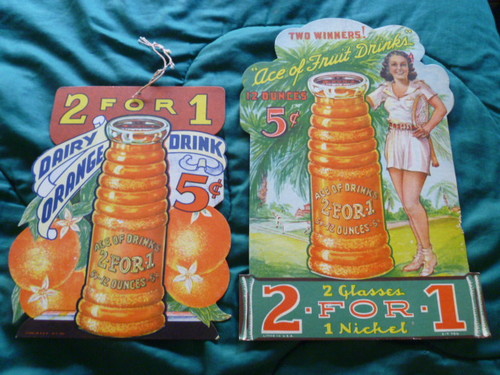 2 FOR 1
DAIRY
ORANGE
DRINK
5¢
ACE OF DRINKS
2-FOR-1
12 OUNCES
TWO WINNERS!
"Ace of Fruit Drinks"
12 OUNCES
5¢
ACE OF DRINKS
2-FOR-1
12 OUNCES
2 Glasses
2·FOR·1
1 Nickel